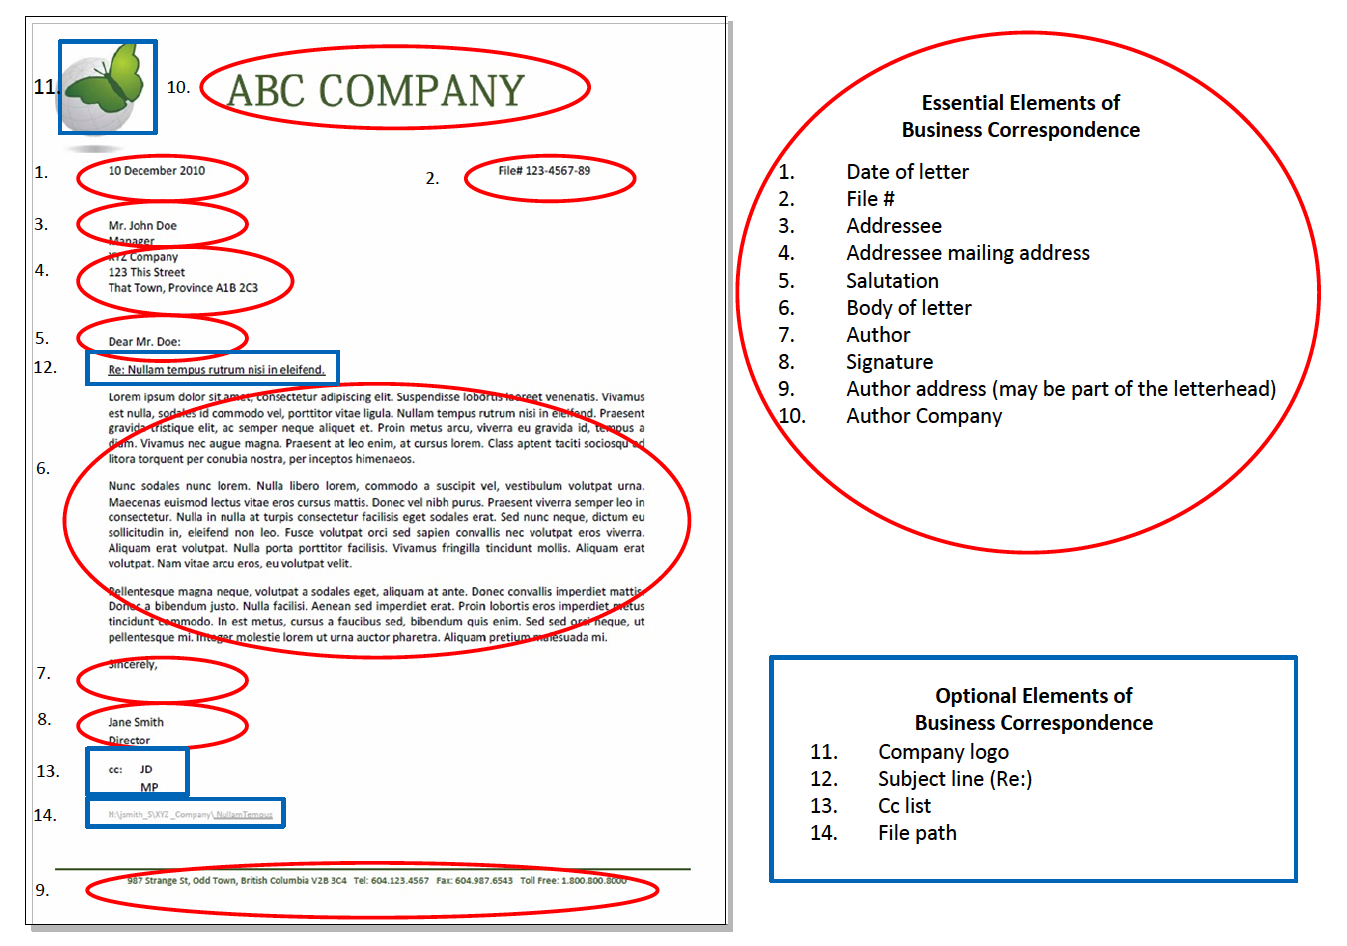 11.
10. ABC COMPANY
1. 10 December 2010
2. File# 123-4567-89
3. Mr. John Doe
Manager
4. XYZ Company
123 This Street
That Town, Province A1B 2C3
5. Dear Mr. Doe:
12. Re: Nullam tempus rutrum nisi in eleifend.
6.
Lorem ipsum dolor sit amet, consectetur adipiscing elit. Suspendisse lobortis laoreet venenatis. Vivamus
est nulla, sodales id commodo vel, porttitor vitae ligula. Nullam tempus rutrum nisi in eleifend. Praesent
gravida tristique elit, ac semper neque aliquet et. Proin metus arcu, viverra eu gravida id, tempus a
diam. Vivamus nec augue magna. Praesent at leo enim, at cursus lorem. Class aptent taciti sociosqu ad
litora torquent per conubia nostra, per inceptos himenaeos.
Nunc sodales nunc lorem. Nulla libero lorem, commodo a suscipit vel, vestibulum volutpat urna.
Maecenas euismod lectus vitae eros cursus mattis. Donec vel nibh purus. Praesent viverra semper leo in
consectetur. Nulla in nulla at turpis consectetur facilisis eget sodales erat. Sed nunc neque, dictum eu
sollicitudin in, eleifend non leo. Fusce volutpat orci sed sapien convallis nec volutpat eros viverra.
Aliquam erat volutpat. Nulla porta porttitor facilisis. Vivamus fringilla tincidunt mollis. Aliquam erat
volutpat. Nam vitae arcu eros, eu volutpat velit.
Pellentesque magna neque, volutpat a sodales eget, aliquam at ante. Donec convallis imperdiet mattis.
Donec a bibendum justo. Nulla facilisi. Aenean sed imperdiet erat. Proin lobortis eros imperdiet metus
tincidunt commodo. In est metus, cursus a faucibus sed, bibendum quis enim. Sed sed orci neque, ut
pellentesque mi. Integer molestie lorem ut urna auctor pharetra. Aliquam pretium malesuada mi.
7. Sincerely,
8. Jane Smith
Director
13. cc: JD
MP
14. H:\jsmith_S\XYZ_Company\ NullamTempus
9. 987 Strange St, Odd Town, British Columbia V2B 3C4 Tel: 604.123.4567 Fax: 604.987.6543 Toll Free: 1.800.800.8000
Essential Elements of
Business Correspondence
1. Date of letter
2. File #
3. Addressee
4. Addressee mailing address
5. Salutation
6. Body of letter
7. Author
8. Signature
9. Author address (may be part of the letterhead)
10. Author Company
Optional Elements of
Business Correspondence
11. Company logo
12. Subject line (Re:)
13. Cc list
14. File path